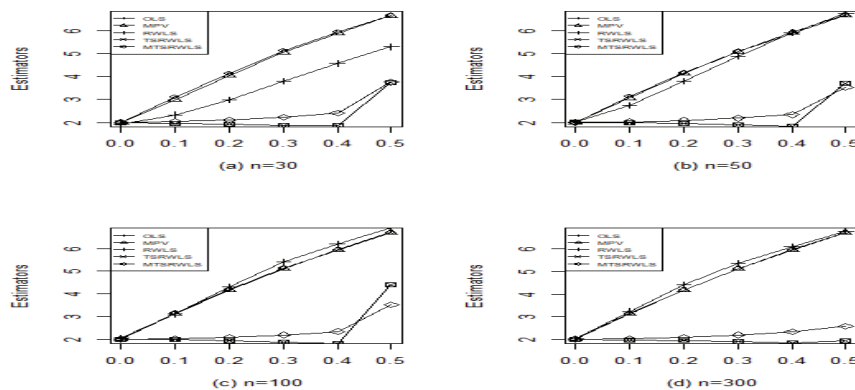 OLS
MPV
RWLS
TSRWLS
MTSRWLS
Estimators
2 3 4 5 6
0.0 0.1 0.2 0.3 0.4 0.5
(a) n=30
OLS
MPV
RWLS
TSRWLS
MTSRWLS
Estimators
2 3 4 5 6
0.0 0.1 0.2 0.3 0.4 0.5
(b) n=50
OLS
MPV
RWLS
TSRWLS
MTSRWLS
Estimators
2 3 4 5 6
0.0 0.1 0.2 0.3 0.4 0.5
(c) n=100
OLS
MPV
RWLS
TSRWLS
MTSRWLS
Estimators
2 3 4 5 6
0.0 0.1 0.2 0.3 0.4 0.5
(d) n=300